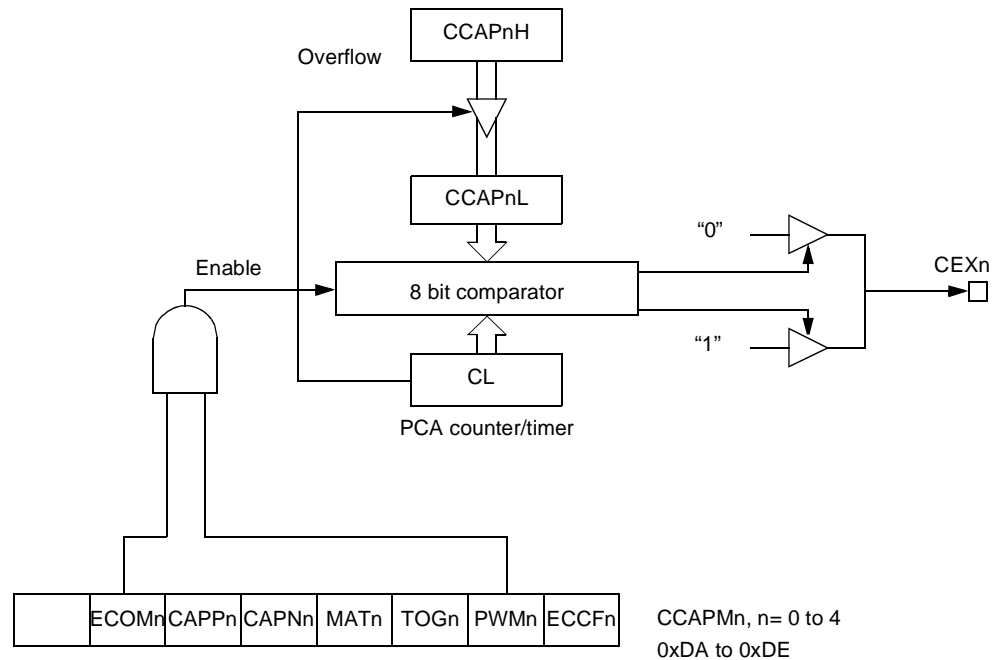 CCAPnH
Overflow
CCAPnL
“0”
CEXn
Enable
8 bit comparator
“1”
CL
PCA counter/timer
ECOMn CAPPn CAPNn MATn TOGn PWMn ECCFn
CCAPMn, n= 0 to 4
0xDA to 0xDE